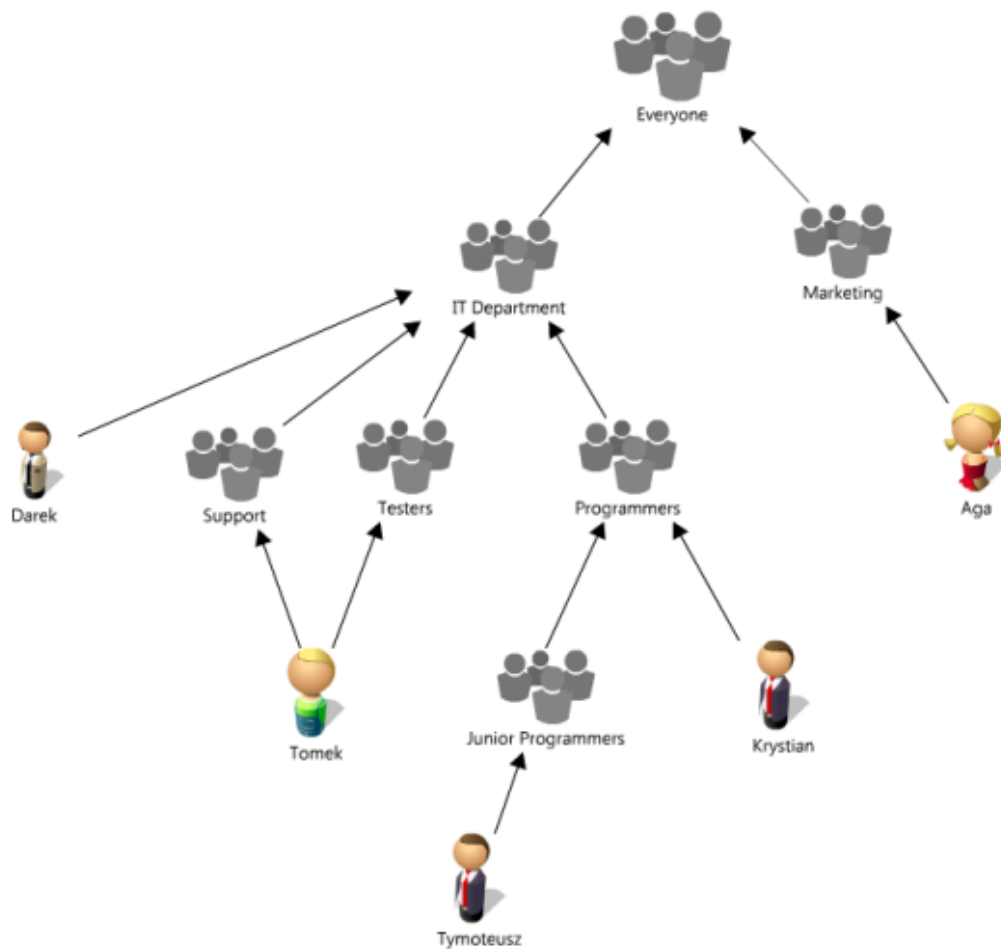 Everyone
IT Department
Marketing
Darek
Support
Testers
Programmers
Aga
Tomek
Junior Programmers
Krystian
Tymoteusz